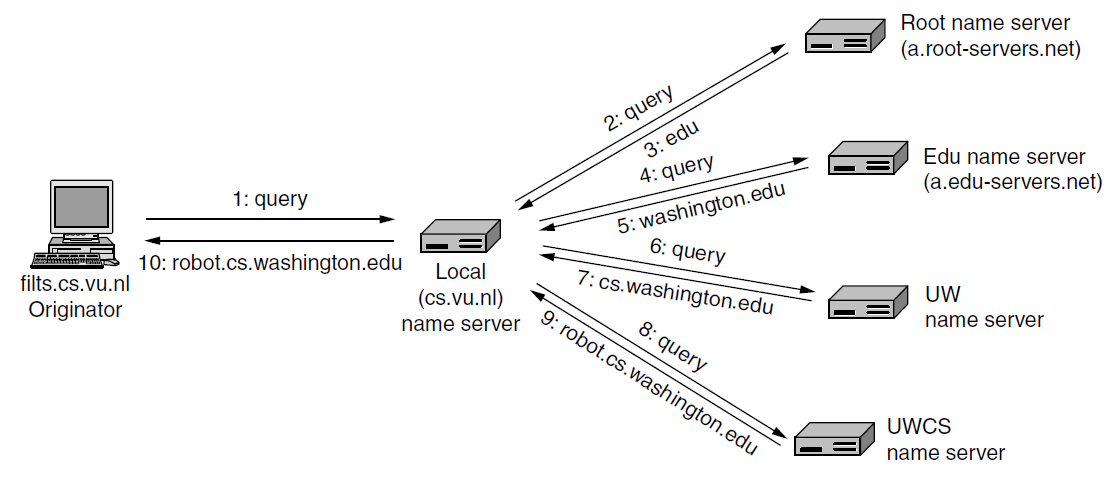 Root name server
(a.root-servers.net)
2: query
3: edu
Edu name server
(a.edu-servers.net)
4: query
5: washington.edu
1: query
10: robot.cs.washington.edu
filts.cs.vu.nl
Originator
Local
(cs.vu.nl)
name server
6: query
7: cs.washington.edu
UW
name server
8: query
9: robot.cs.washington.edu
UWCS
name server